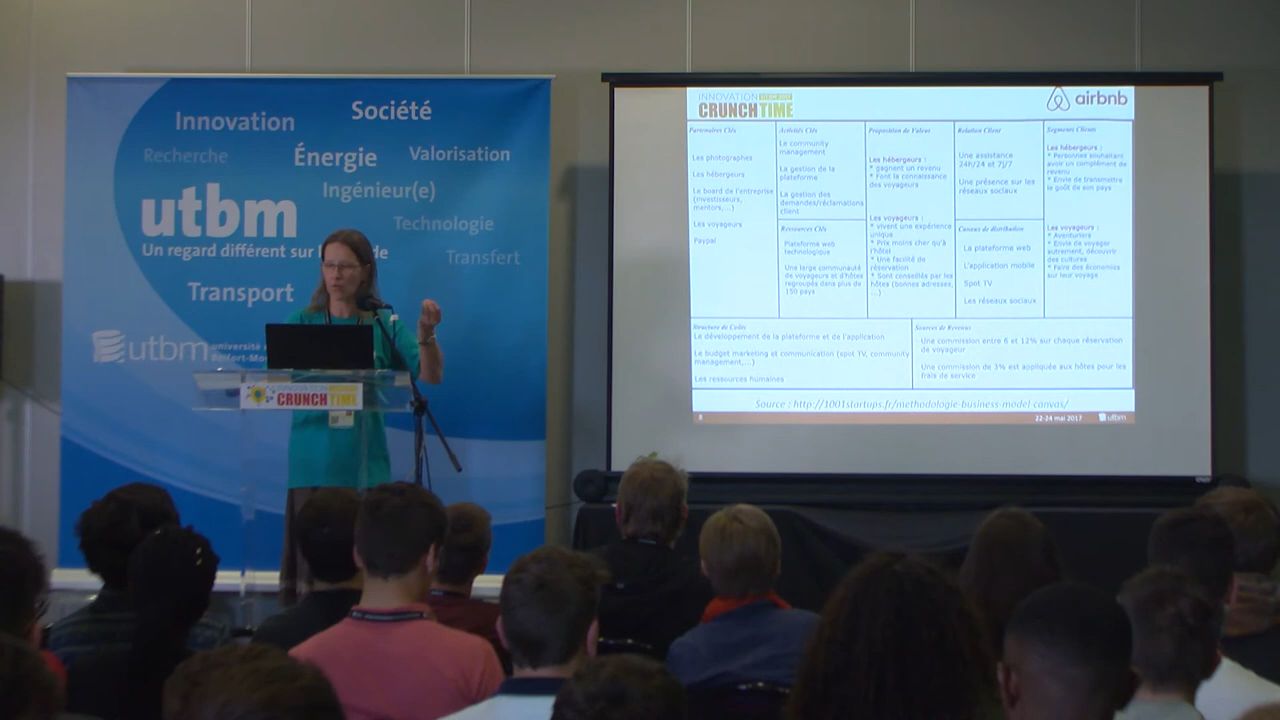 Société
Innovation
Recherche
Énergie
Valorisation
Ingénieur(e)
utbm
Technologie
Un regard différent sur l
de
Transfert
Transport
utbm
université
Belfort-Mo
CRUNCH TIME
INNOVATION
CRUNCH TIME
airbnb
Partenaires Clés
Les photographes
Les hébergeurs
Le board de l'entreprise
(investisseurs,
mentors,...)
Les voyageurs
Paypal
Activités Clés
Le community
management
La gestion de la
plateforme
La gestion des
demandes/réclamations
client
Ressources Clés
Plateforme web
technologique
Une large communauté
de voyageurs et d'hôtes
regroupés dans plus de
150 pays
Proposition de Valeur
Les hébergeurs :
* gagnent un revenu
* Font la connaissance
des voyageurs
Les voyageurs :
* vivent une expérience
unique
* Prix moins cher qu'à
l'hôtel
* Une facilité de
réservation
* Sont conseillés par les
hôtes (bonnes adresses,
...)
Relation Client
Une assistance
24h/24 et 7j/7
Une présence sur les
réseaux sociaux
Canaux de distribution
La plateforme web
L'application mobile
Spot TV
Les réseaux sociaux
Segments Clients
Les hébergeurs :
* Personnes souhaitant
avoir un complément de
revenu
* Envie de transmettre
le goût de son pays
Les voyageurs :
* Aventuriers
* Envie de voyager
autrement, découvrir
des cultures
* Faire des économies
sur leur voyage
Structure de Coûts
Le développement de la plateforme et de l'application
Le budget marketing et communication (spot TV, community
management,...)
Les ressources humaines
Sources de Revenus
Une commission entre 6 et 12% sur chaque réservation
de voyageur
Une commission de 3% est appliquée aux hôtes pour les
frais de service
Source : http://1001startups.fr/methodologie-business-model-canvas/
8
22-24 mai 2017
utbm